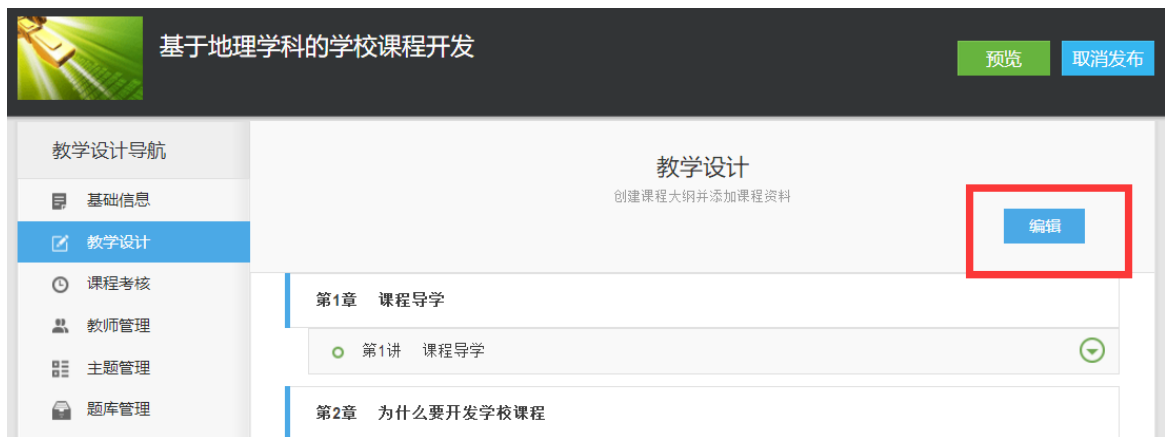 基于地理学科的学校课程开发
预览
取消发布
教学设计导航
基础信息
教学设计
课程考核
教师管理
主题管理
题库管理
教学设计
创建课程大纲并添加课程资料
编辑
第1章 课程导学
第1讲 课程导学
第2章 为什么要开发学校课程